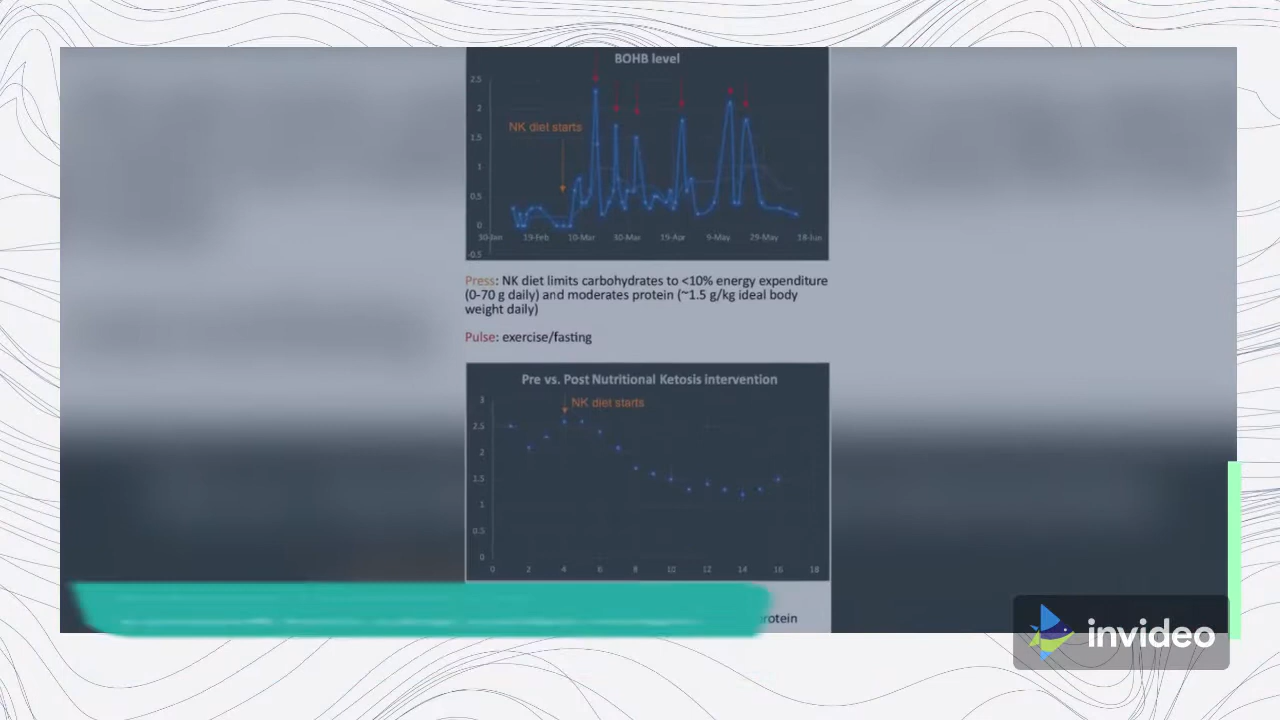 BOHB level
2.5
2
NK diet starts
1.5
1
0.5
0
30-Jan 19-Feb 10-Mar 30-Mar 19-Apr 9-May 29-May 18-Jun
-0.5
Press: NK diet limits carbohydrates to <10% energy expenditure
(0-70 g daily) and moderates protein (~1.5 g/kg ideal body
weight daily)
Pulse: exercise/fasting
Pre vs. Post Nutritional Ketosis intervention
3
NK diet starts
2.5
2
1.5
1
0.5
0
0 2 4 6 8 10 12 14 16 18
protein
invideo